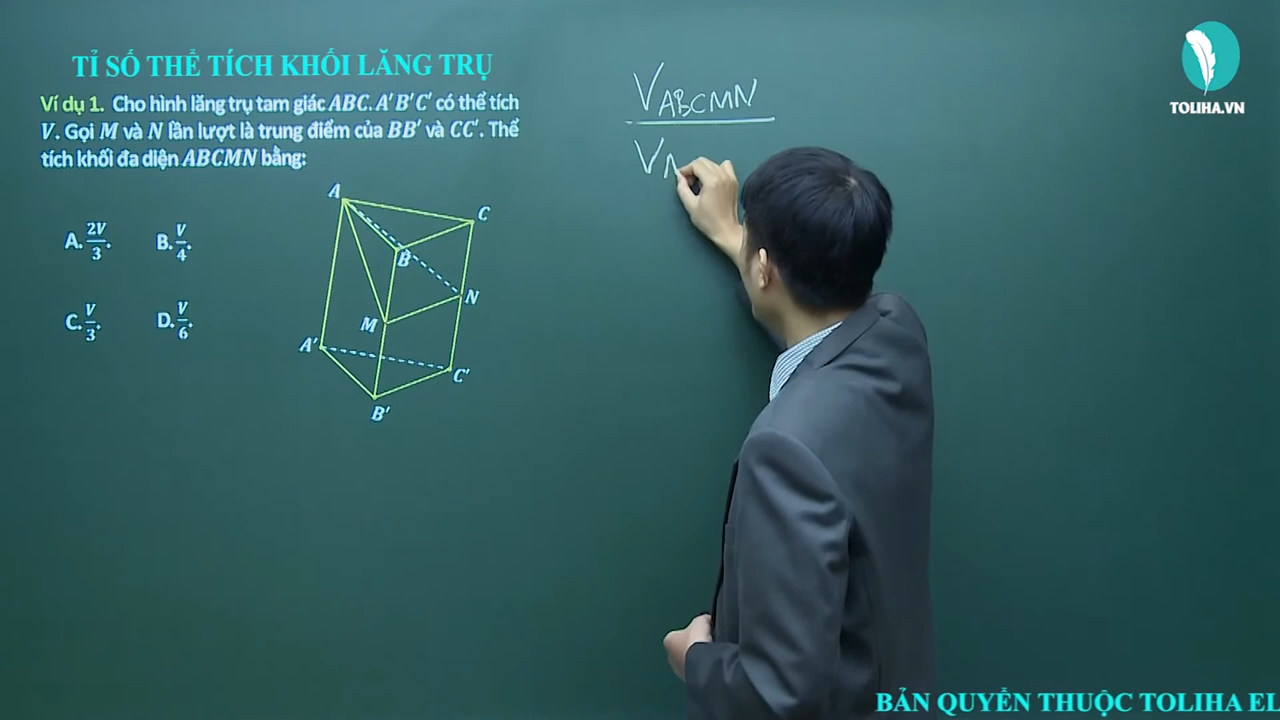 TỈ SỐ THỂ TÍCH KHỐI LĂNG TRỤ
Ví dụ 1. Cho hình lăng trụ tam giác ABC.A'B'C' có thể tích
V. Gọi M và N lần lượt là trung điểm của BB' và CC'. Thể
tích khối đa diện ABCMN bằng:
A. 2V/3.
B. V/4.
C. V/3.
D. V/6.
A
C
B
N
M
A'
C'
B'
V ABCMN
V
TOLIHA.VN
BẢN QUYỀN THUỘC TOLIHA EL